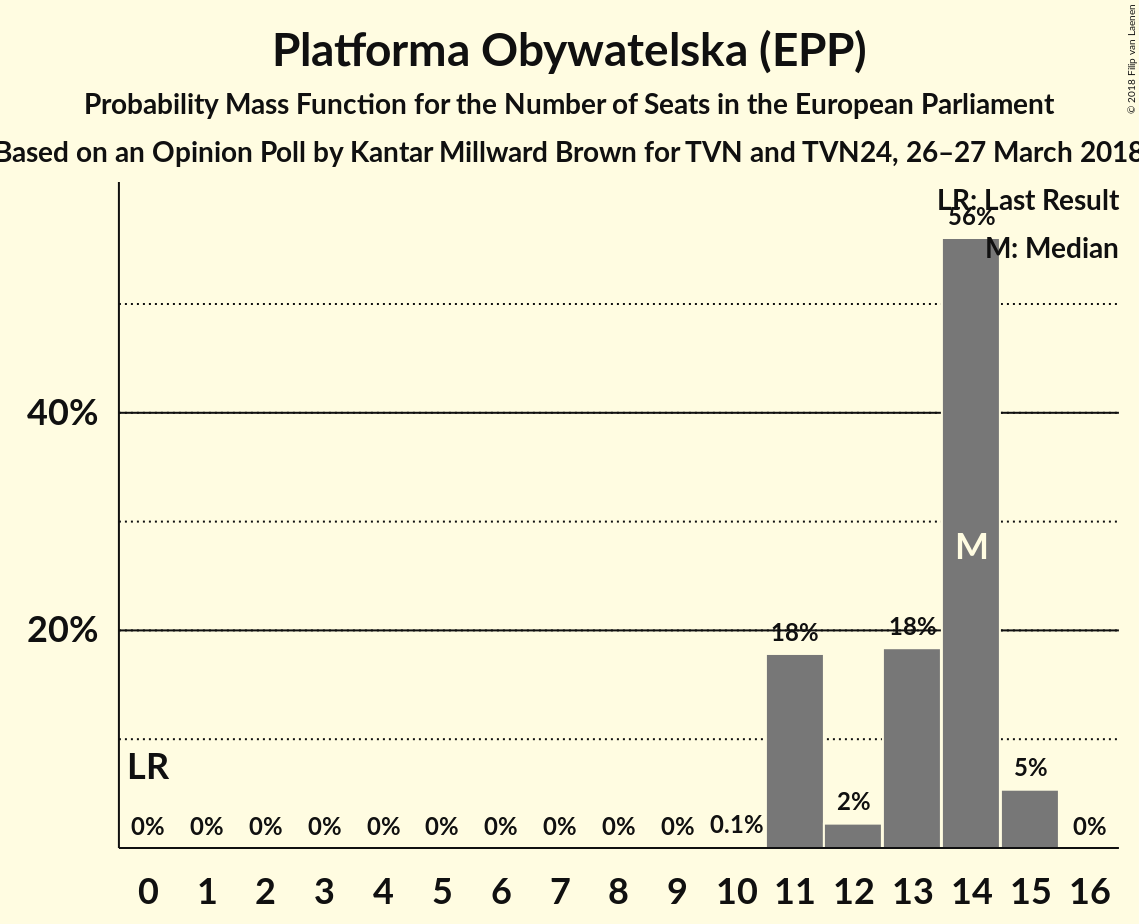 Platforma Obywatelska (EPP)
Probability Mass Function for the Number of Seats in the European Parliament
Based on an Opinion Poll by Kantar Millward Brown for TVN and TVN24, 26–27 March 2018
© 2018 Filip van Laenen
LR: Last Result
M: Median
56%
40%
M
20%
18%
18%
LR
5%
2%
0% 0% 0% 0% 0% 0% 0% 0% 0% 0% 0.1% 0%
0 1 2 3 4 5 6 7 8 9 10 11 12 13 14 15 16